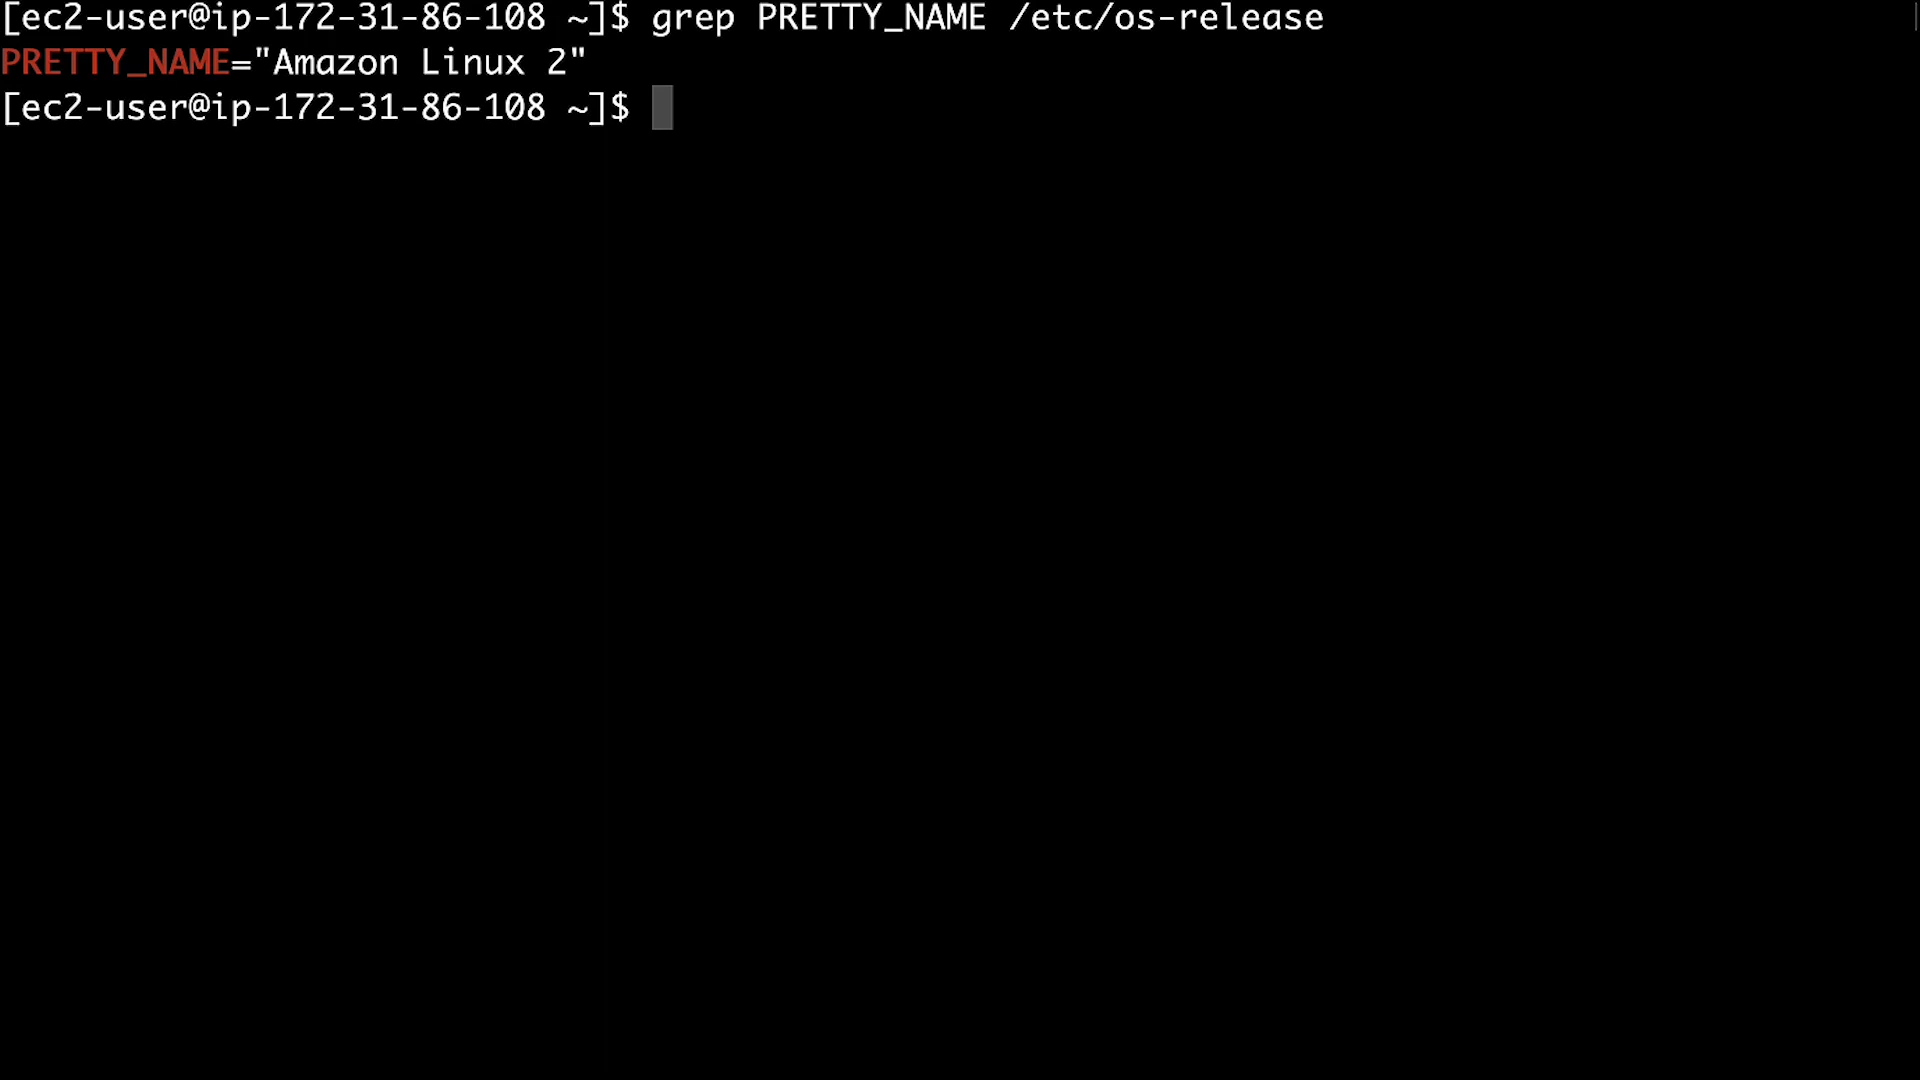 [ec2-user@ip-172-31-86-108 ~]$ grep PRETTY_NAME /etc/os-release
PRETTY_NAME="Amazon Linux 2"
[ec2-user@ip-172-31-86-108 ~]$